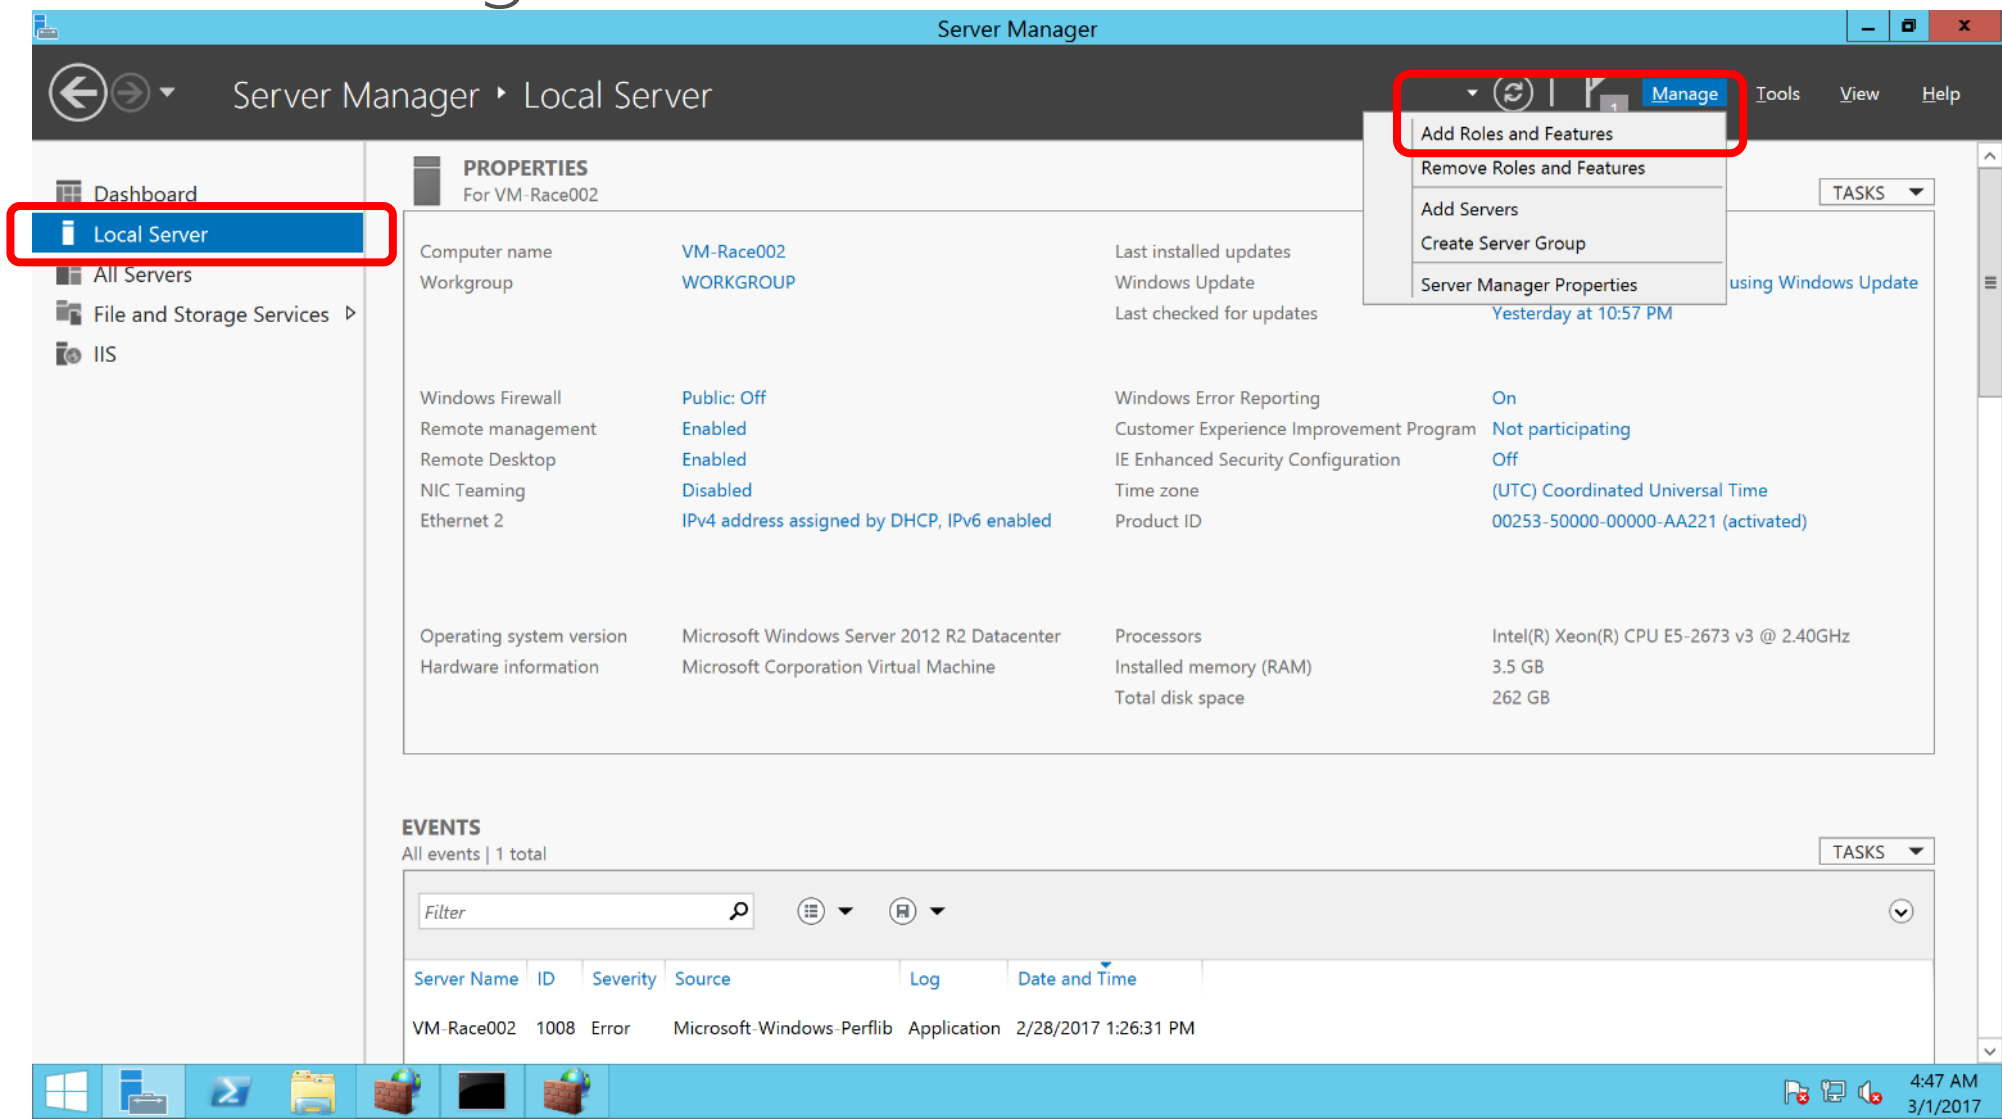 Server Manager
Server Manager ‣ Local Server
1
Manage
Tools
View
Help
Add Roles and Features
Remove Roles and Features
Add Servers
Create Server Group
Server Manager Properties
Dashboard
Local Server
All Servers
File and Storage Services
IIS
PROPERTIES
For VM-Race002
TASKS
Computer name VM-Race002
Workgroup WORKGROUP
Last installed updates
Windows Update using Windows Update
Last checked for updates Yesterday at 10:57 PM
Windows Firewall Public: Off
Remote management Enabled
Remote Desktop Enabled
NIC Teaming Disabled
Ethernet 2 IPv4 address assigned by DHCP, IPv6 enabled
Windows Error Reporting On
Customer Experience Improvement Program Not participating
IE Enhanced Security Configuration Off
Time zone (UTC) Coordinated Universal Time
Product ID 00253-50000-00000-AA221 (activated)
Operating system version Microsoft Windows Server 2012 R2 Datacenter
Hardware information Microsoft Corporation Virtual Machine
Processors Intel(R) Xeon(R) CPU E5-2673 v3 @ 2.40GHz
Installed memory (RAM) 3.5 GB
Total disk space 262 GB
EVENTS
All events | 1 total
TASKS
Filter
Server Name ID Severity Source Log Date and Time
VM-Race002 1008 Error Microsoft-Windows-Perflib Application 2/28/2017 1:26:31 PM
4:47 AM
3/1/2017